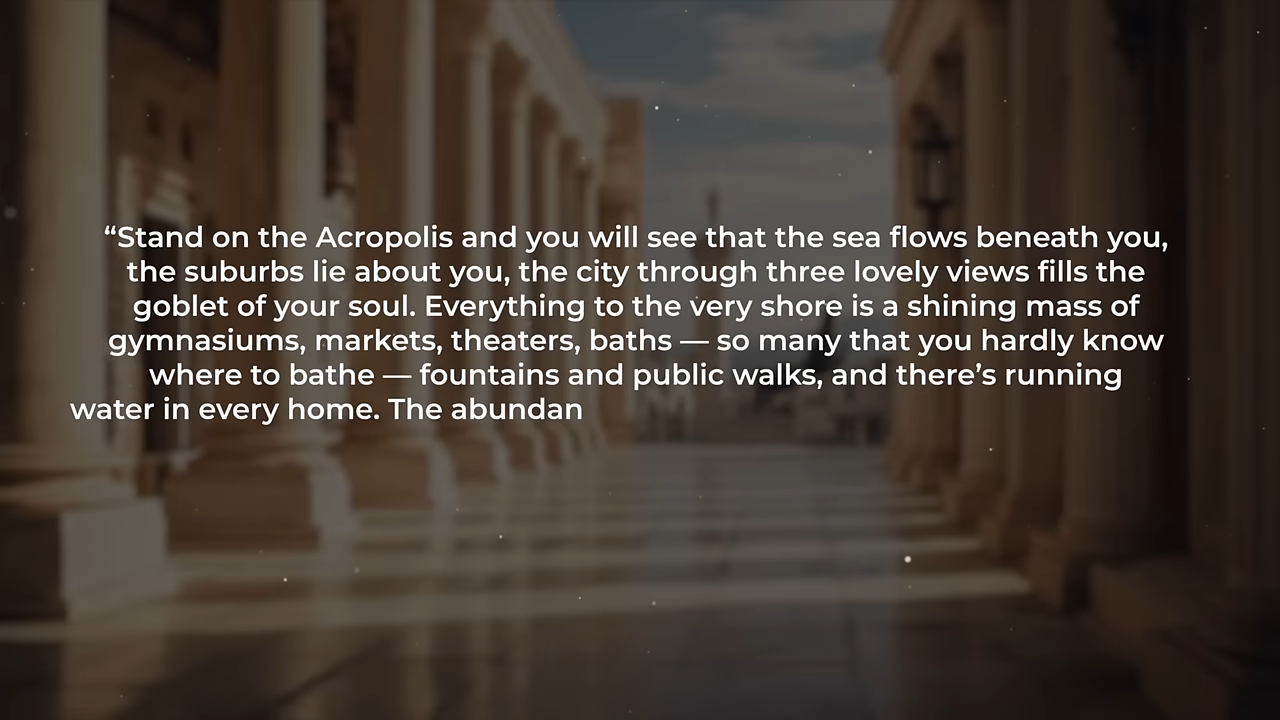 “Stand on the Acropolis and you will see that the sea flows beneath you,
the suburbs lie about you, the city through three lovely views fills the
goblet of your soul. Everything to the very shore is a shining mass of
gymnasiums, markets, theaters, baths — so many that you hardly know
where to bathe — fountains and public walks, and there’s running
water in every home. The abundan